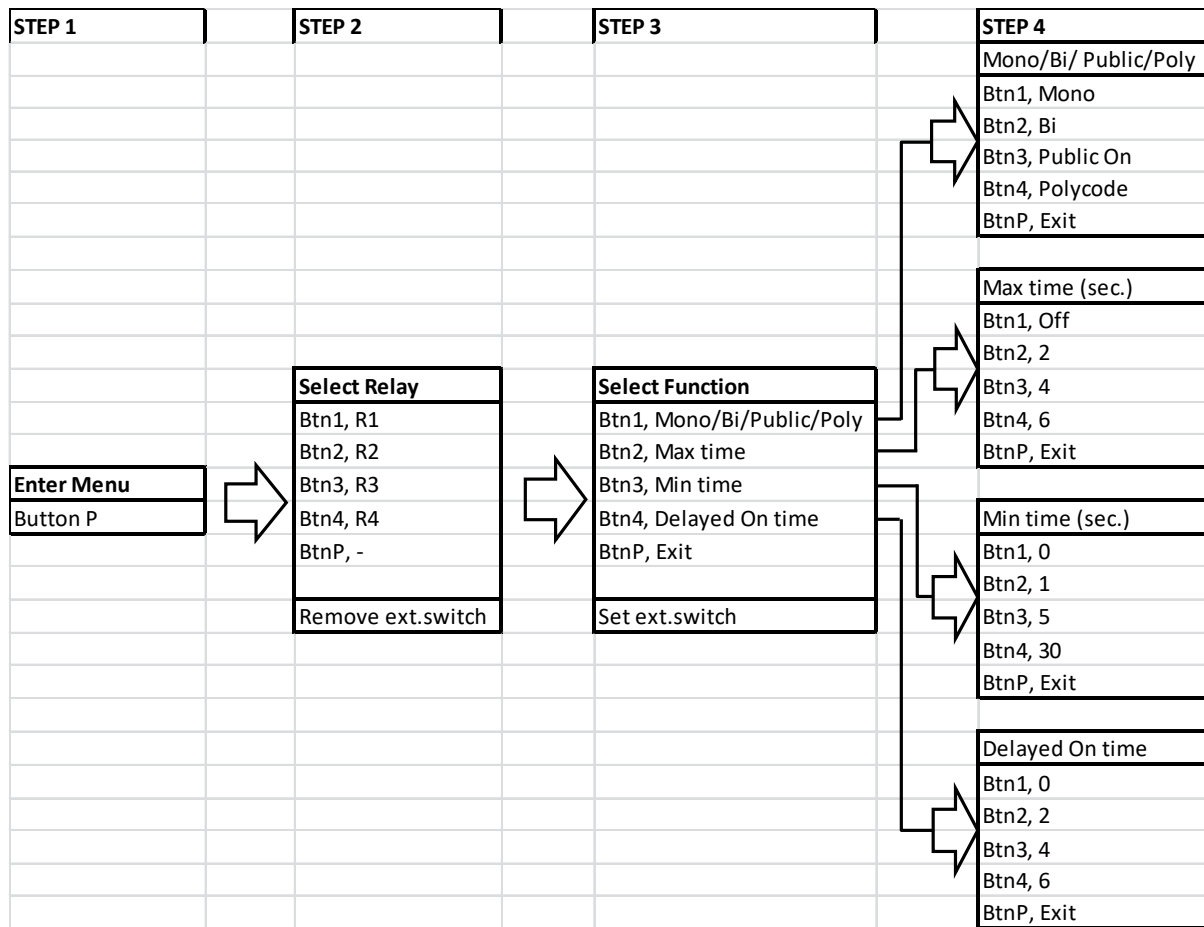 STEP 1
STEP 2
STEP 3
STEP 4
Enter Menu
Button P
Select Relay
Btn1, R1
Btn2, R2
Btn3, R3
Btn4, R4
BtnP, -
Remove ext.switch
Select Function
Btn1, Mono/Bi/Public/Poly
Btn2, Max time
Btn3, Min time
Btn4, Delayed On time
BtnP, Exit
Set ext.switch
Mono/Bi/ Public/Poly
Btn1, Mono
Btn2, Bi
Btn3, Public On
Btn4, Polycode
BtnP, Exit
Max time (sec.)
Btn1, Off
Btn2, 2
Btn3, 4
Btn4, 6
BtnP, Exit
Min time (sec.)
Btn1, 0
Btn2, 1
Btn3, 5
Btn4, 30
BtnP, Exit
Delayed On time
Btn1, 0
Btn2, 2
Btn3, 4
Btn4, 6
BtnP, Exit